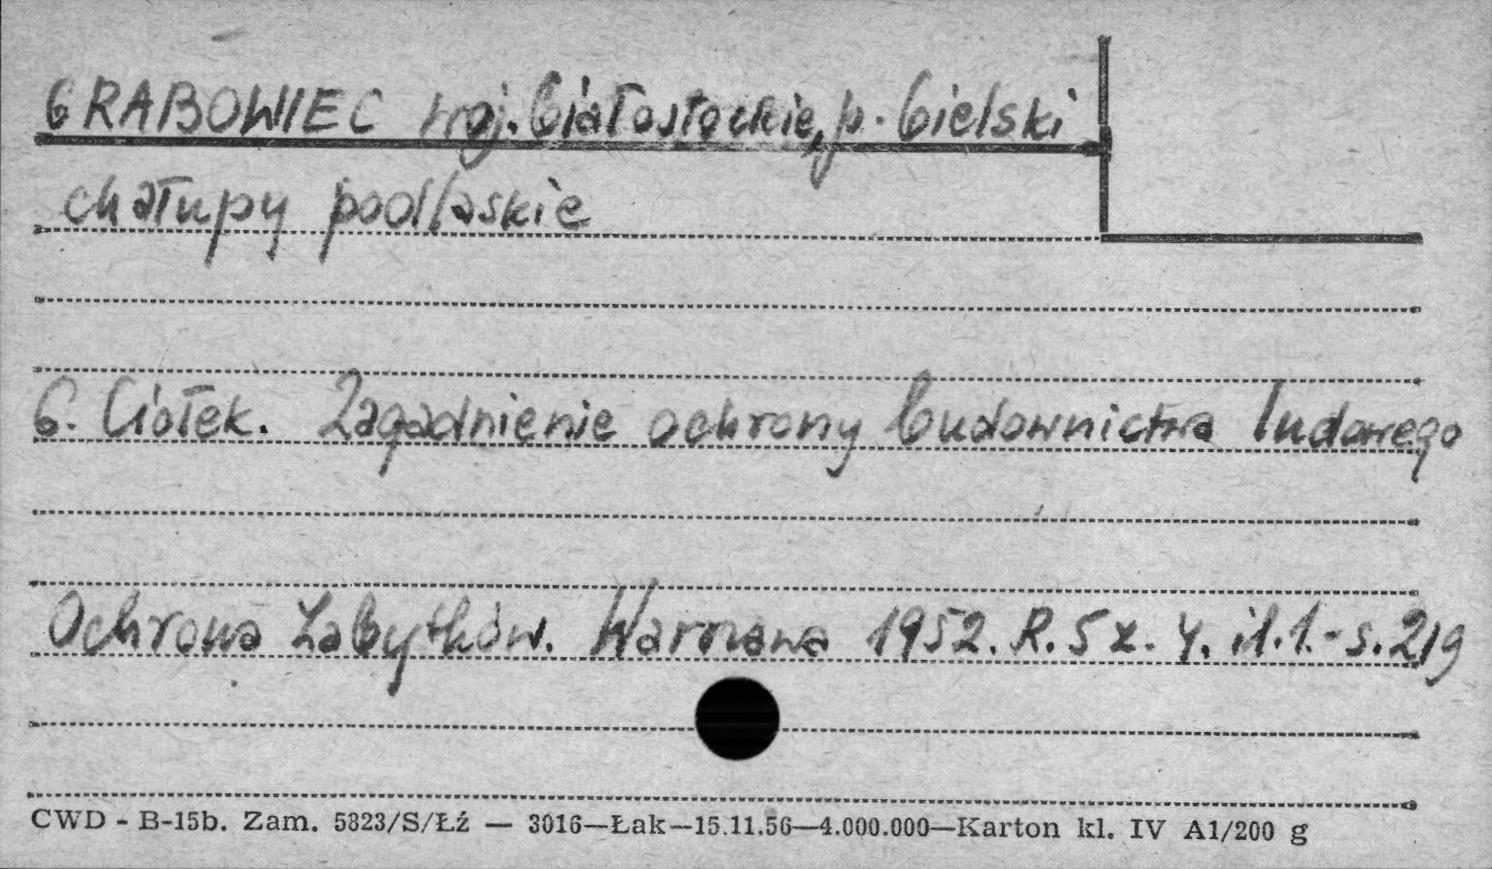 GRABOWIEC woj. białostockie, p. bielski
chałupy podlaskie
G. Ciołek. Zagadnienie ochrony budownictwa ludowego
Ochrona Zabytków. Warszawa 1952. R. 5 z. 4. il. 1. - s. 219
CWD - B-15b. Zam. 5823/S/Łź — 3016—Łak—15.11.56—4.000.000—Karton kl. IV A1/200 g